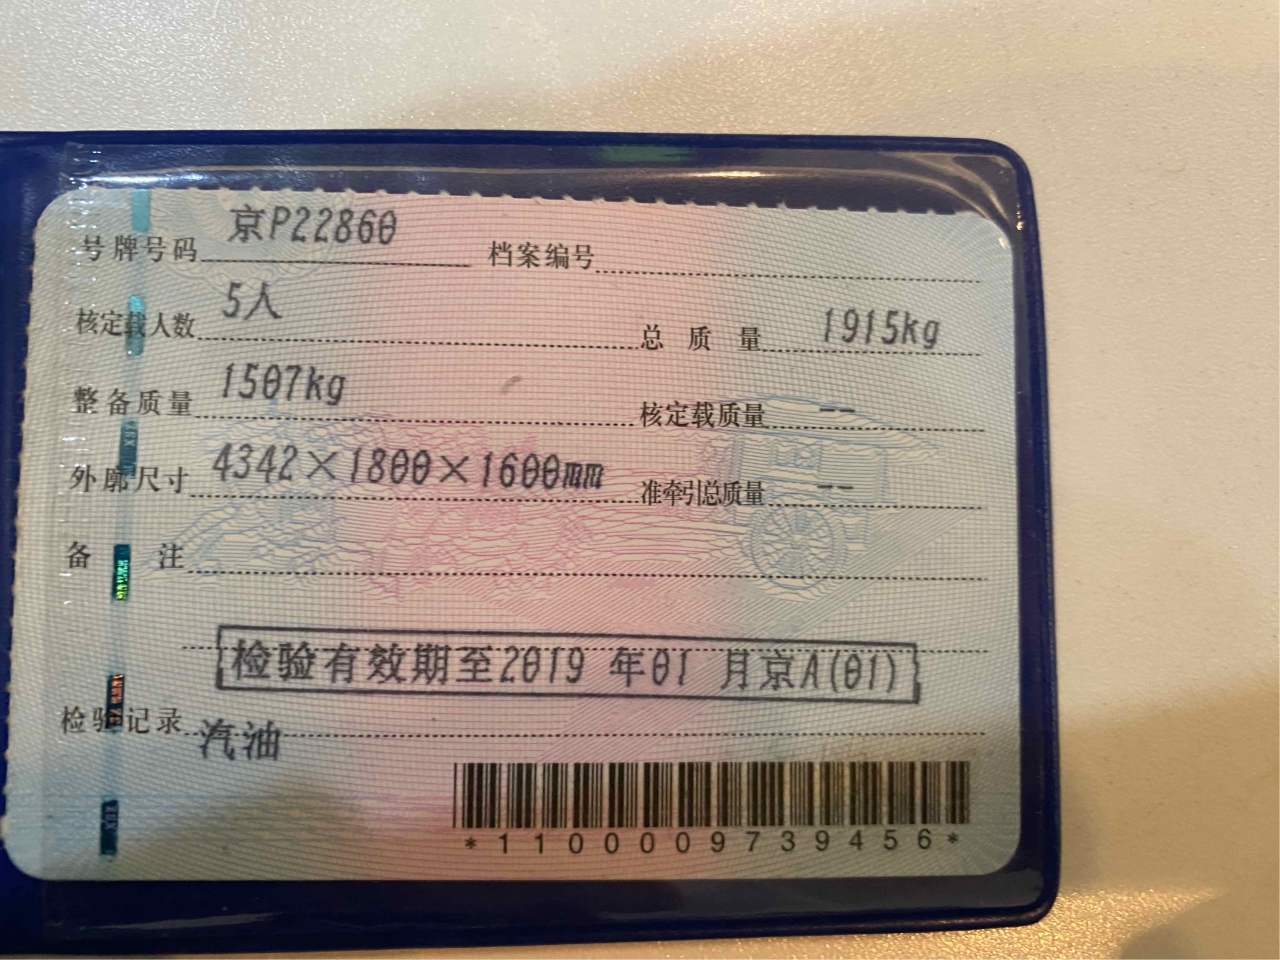 号牌号码 京P22860 档案编号
核定载人数 5人 总质量 1915kg
整备质量 1507kg 核定载质量 --
外廓尺寸 4342×1800×1600mm 准牵引总质量 --
备注
检验有效期至2019 年01 月京A(01)
检验记录 汽油
*1100009739456*